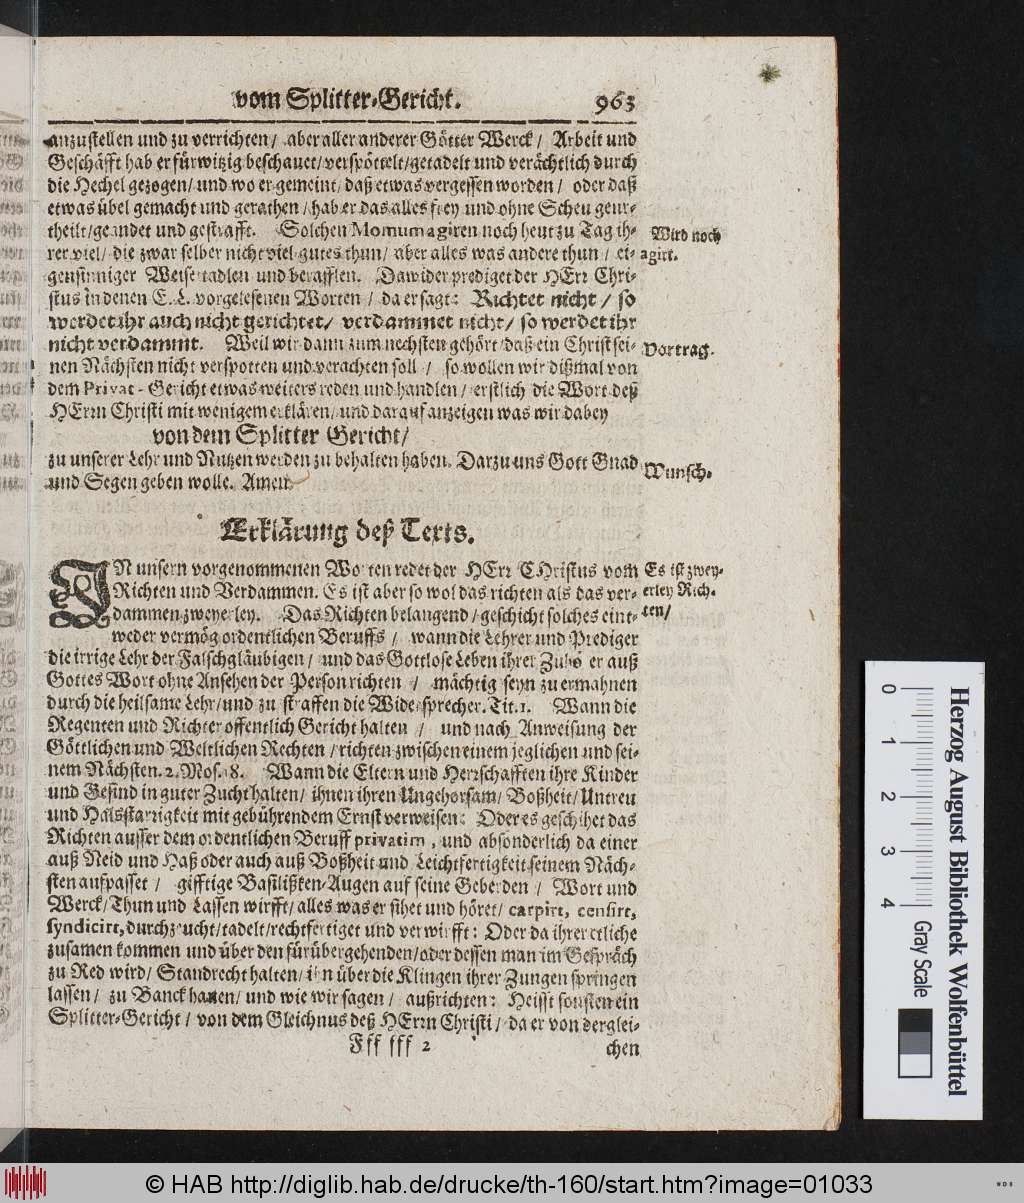 vom Splitter-Gericht. 963
anzustellen und zu verrichten / aber aller anderer Götter Werck / Arbeit und
Geschäfft hab er fürwitzig beschauet / verspöttelt / getadelt und verächtlich durch
die Hechel gezogen / und wo er gemeint / daß etwas vergessen worden / oder daß
etwas übel gemacht und gerathen / hab er das alles frey und ohne Scheu geur-
theilt / geandet und gestrafft. Solchen Momum agiren noch heut zu Tag ih-
Wird noch
rer viel / die zwar selber nicht viel gutes thun / aber alles was andere thun / ei-
agirt.
gensinniger Weise tadlen und berafflen. Dawider prediget der HErr Chri-
stus in denen E. L. vorgelesenen Worten / da er sagt: Richtet nicht / so
werdet ihr auch nicht gerichtet / verdammet nicht / so werdet ihr
nicht verdammt. Weil wir dann zum nechsten gehört / daß ein Christ sei-
Vortrag.
nen Nächsten nicht verspotten und verachten soll / so wollen wir dißmal von
dem Privat-Gericht etwas weiters reden und handlen / erstlich die Wort deß
HErrn Christi mit wenigem erklären / und darauf anzeigen was wir dabey
von dem Splitter Gericht /
zu unserer Lehr und Nutzen werden zu behalten haben. Darzu uns Gott Gnad
Wunsch.
und Segen geben wolle. Amen.
Erklärung deß Texts.
IN unsern vorgenommenen Worten redet der HErr CHristus vom
Es ist zwey-
Richten und Verdammen. Es ist aber so wol das richten als das ver-
erley Rich-
dammen zweyerley. Das Richten belangend / geschicht solches eint-
ten /
weder vermög ordentlichen Beruffs / wann die Lehrer und Prediger
die irrige Lehr der Falschgläubigen / und das Gottlose Leben ihrer Zuhörer auß
Gottes Wort ohne Ansehen der Person richten / mächtig seyn zu ermahnen
durch die heilsame Lehr / und zu straffen die Widersprecher. Tit. 1. Wann die
Regenten und Richter offentlich Gericht halten / und nach Anweisung der
Göttlichen und Weltlichen Rechten / richten zwischen einem jeglichen und sei-
nem Nächsten. 2. Mos. 18. Wann die Eltern und Herrschafften ihre Kinder
und Gesind in guter Zucht halten / ihnen ihren Ungehorsam / Boßheit / Untreu
und Halsstarrigkeit mit gebührendem Ernst verweisen: Oder es geschihet das
Richten ausser dem ordentlichen Beruff privatim, und absonderlich da einer
auß Neid und Haß oder auch auß Boßheit und Leichtfertigkeit seinem Näch-
sten aufpasset / gifftige Basilißken-Augen auf seine Geberden / Wort und
Werck / Thun und Lassen wirfft / alles was er sihet und höret / carpirt, censirt,
syndicirt, durchzeucht / tadelt / rechtfertiget und verwirfft: Oder da ihrer etliche
zusamen kommen und über den fürübergehenden / oder dessen man im Gespräch
zu Red wird / Standrecht halten / ihn über die Klingen ihrer Zungen springen
lassen / zu Banck hauen / und wie wir sagen / außrichten: Heisst sonsten ein
Splitter-Gericht / von dem Gleichnus deß HErrn Christi / da er von derglei-
Fff fff 2 chen
Herzog August Bibliothek Wolfenbüttel
0 1 2 3 4 Gray Scale
© HAB http://diglib.hab.de/drucke/th-160/start.htm?image=01033